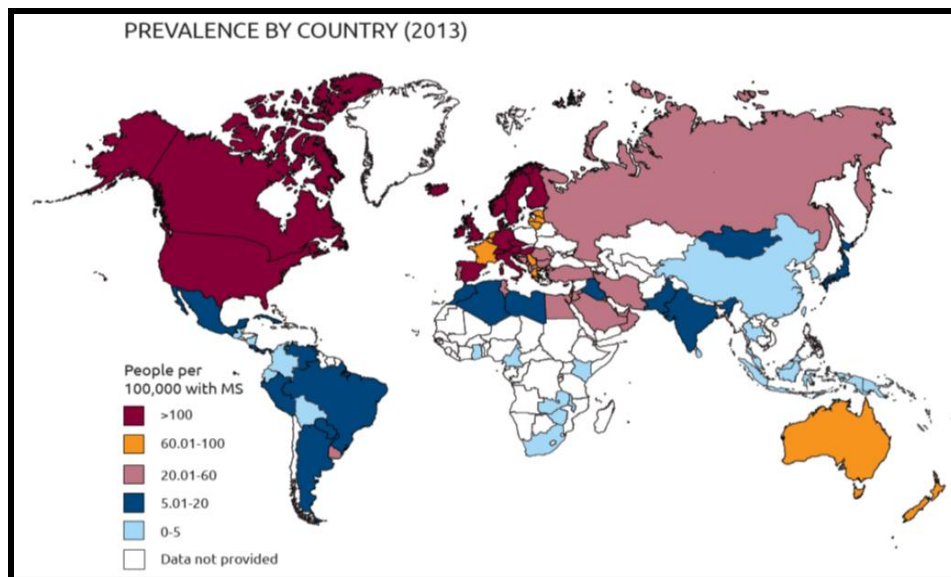 PREVALENCE BY COUNTRY (2013)
People per
100,000 with MS
>100
60.01-100
20.01-60
5.01-20
0-5
Data not provided